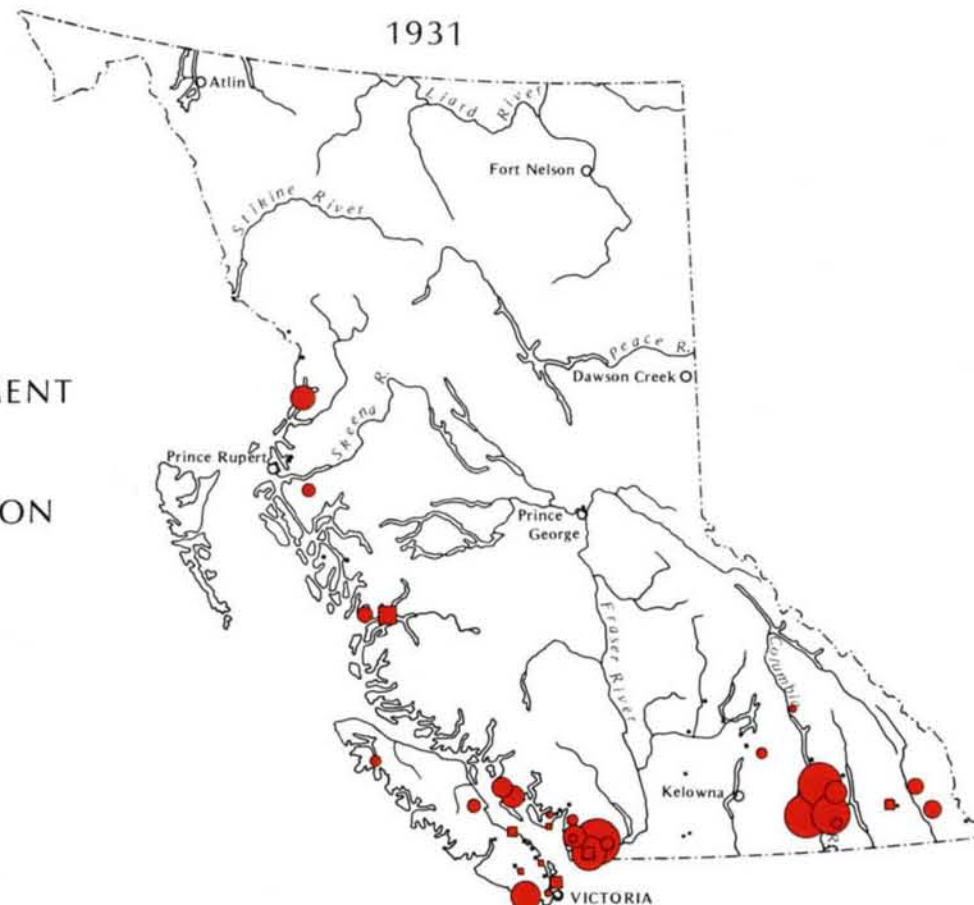 1931
Atlin
Liard River
Fort Nelson
Stikine River
Peace R.
Dawson Creek
MENT
Skeena R.
Prince Rupert
ON
Prince
George
Fraser River
Columbia
Kelowna
R.
VICTORIA